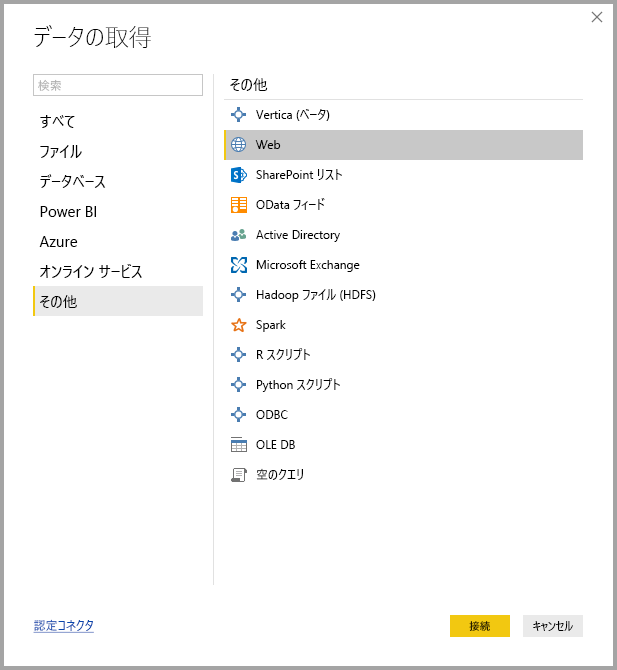 データの取得
検索
すべて
ファイル
データベース
Power BI
Azure
オンライン サービス
その他
その他
Vertica (ベータ)
Web
SharePoint リスト
OData フィード
Active Directory
Microsoft Exchange
Hadoop ファイル (HDFS)
Spark
R スクリプト
Python スクリプト
ODBC
OLE DB
空のクエリ
認定コネクタ
接続
キャンセル